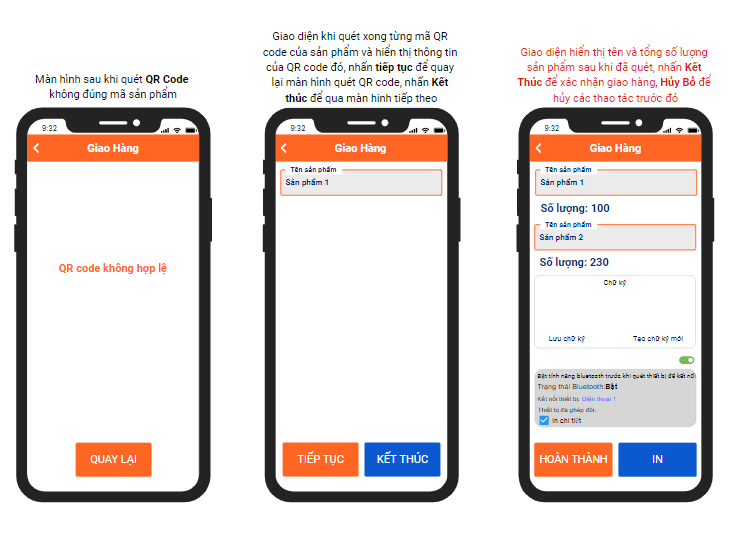 Màn hình sau khi quét QR Code
không đúng mã sản phẩm
9:32
Giao Hàng
QR code không hợp lệ
QUAY LẠI
Giao diện khi quét xong từng mã QR
code của sản phẩm và hiển thị thông tin
của QR code đó, nhấn tiếp tục để quay
lại màn hình quét QR code, nhấn Kết
thúc để qua màn hình tiếp theo
9:32
Giao Hàng
Tên sản phẩm
Sản phẩm 1
TIẾP TỤC
KẾT THÚC
Giao diện hiển thị tên và tổng số lượng
sản phẩm sau khi đã quét, nhấn Kết
Thúc để xác nhận giao hàng, Hủy Bỏ để
hủy các thao tác trước đó
9:32
Giao Hàng
Tên sản phẩm
Sản phẩm 1
Số lượng: 100
Tên sản phẩm
Sản phẩm 2
Số lượng: 230
Chữ ký
Lưu chữ ký
Tạo chữ ký mới
Bật tính năng bluetooth trước khi quét thiết bị để kết nối
Trạng thái Bluetooth:Bật
Kết nối thiết bị: Điện thoại 1
Thiết bị đã ghép đôi:
In chi tiết
HOÀN THÀNH
IN